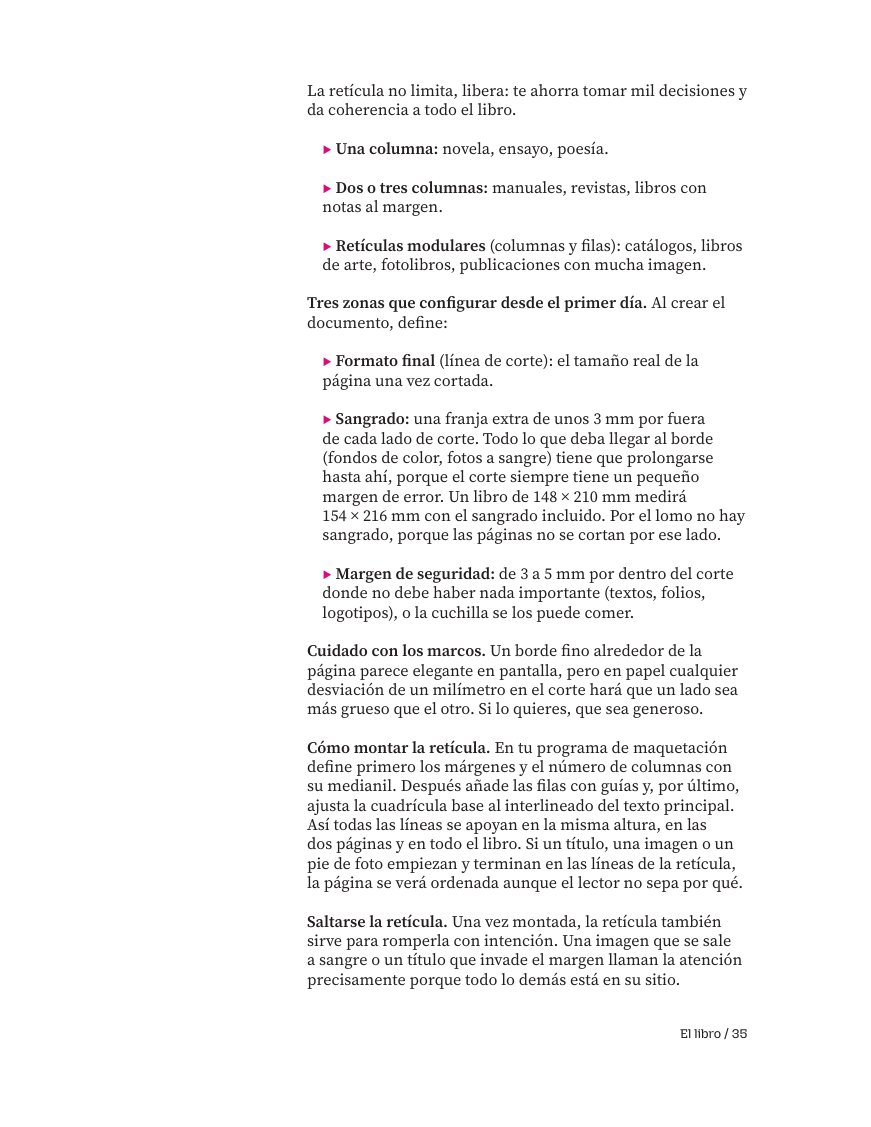 La retícula no limita, libera: te ahorra tomar mil decisiones y
da coherencia a todo el libro.
▶ Una columna: novela, ensayo, poesía.
▶ Dos o tres columnas: manuales, revistas, libros con
notas al margen.
▶ Retículas modulares (columnas y filas): catálogos, libros
de arte, fotolibros, publicaciones con mucha imagen.
Tres zonas que configurar desde el primer día. Al crear el
documento, define:
▶ Formato final (línea de corte): el tamaño real de la
página una vez cortada.
▶ Sangrado: una franja extra de unos 3 mm por fuera
de cada lado de corte. Todo lo que deba llegar al borde
(fondos de color, fotos a sangre) tiene que prolongarse
hasta ahí, porque el corte siempre tiene un pequeño
margen de error. Un libro de 148 × 210 mm medirá
154 × 216 mm con el sangrado incluido. Por el lomo no hay
sangrado, porque las páginas no se cortan por ese lado.
▶ Margen de seguridad: de 3 a 5 mm por dentro del corte
donde no debe haber nada importante (textos, folios,
logotipos), o la cuchilla se los puede comer.
Cuidado con los marcos. Un borde fino alrededor de la
página parece elegante en pantalla, pero en papel cualquier
desviación de un milímetro en el corte hará que un lado sea
más grueso que el otro. Si lo quieres, que sea generoso.
Cómo montar la retícula. En tu programa de maquetación
define primero los márgenes y el número de columnas con
su medianil. Después añade las filas con guías y, por último,
ajusta la cuadrícula base al interlineado del texto principal.
Así todas las líneas se apoyan en la misma altura, en las
dos páginas y en todo el libro. Si un título, una imagen o un
pie de foto empiezan y terminan en las líneas de la retícula,
la página se verá ordenada aunque el lector no sepa por qué.
Saltarse la retícula. Una vez montada, la retícula también
sirve para romperla con intención. Una imagen que se sale
a sangre o un título que invade el margen llaman la atención
precisamente porque todo lo demás está en su sitio.
El libro / 35